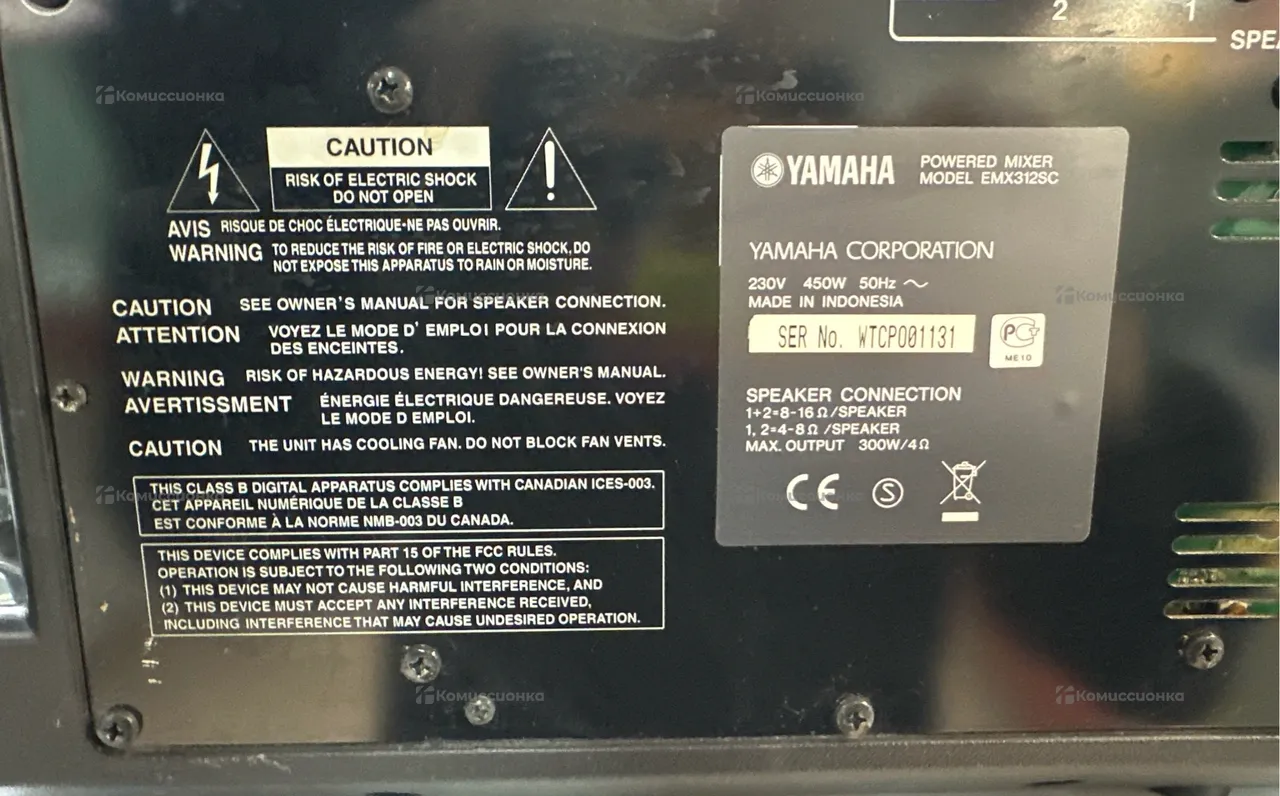 2 1
SPEA
CAUTION
RISK OF ELECTRIC SHOCK
DO NOT OPEN
AVIS RISQUE DE CHOC ÉLECTRIQUE-NE PAS OUVRIR.
WARNING TO REDUCE THE RISK OF FIRE OR ELECTRIC SHOCK, DO
NOT EXPOSE THIS APPARATUS TO RAIN OR MOISTURE.
CAUTION SEE OWNER'S MANUAL FOR SPEAKER CONNECTION.
ATTENTION VOYEZ LE MODE D' EMPLOI POUR LA CONNEXION
DES ENCEINTES.
WARNING RISK OF HAZARDOUS ENERGY! SEE OWNER'S MANUAL.
AVERTISSMENT ÉNERGIE ÉLECTRIQUE DANGEREUSE. VOYEZ
LE MODE D EMPLOI.
CAUTION THE UNIT HAS COOLING FAN. DO NOT BLOCK FAN VENTS.
THIS CLASS B DIGITAL APPARATUS COMPLIES WITH CANADIAN ICES-003.
CET APPAREIL NUMÉRIQUE DE LA CLASSE B
EST CONFORME À LA NORME NMB-003 DU CANADA.
THIS DEVICE COMPLIES WITH PART 15 OF THE FCC RULES.
OPERATION IS SUBJECT TO THE FOLLOWING TWO CONDITIONS:
(1) THIS DEVICE MAY NOT CAUSE HARMFUL INTERFERENCE, AND
(2) THIS DEVICE MUST ACCEPT ANY INTERFERENCE RECEIVED,
INCLUDING INTERFERENCE THAT MAY CAUSE UNDESIRED OPERATION.
YAMAHA POWERED MIXER
MODEL EMX312SC
YAMAHA CORPORATION
230V 450W 50Hz ~
MADE IN INDONESIA
SER No. WTCPO01131
РСТ
ME10
SPEAKER CONNECTION
1+2=8-16Ω/SPEAKER
1, 2=4-8Ω /SPEAKER
MAX. OUTPUT 300W/4Ω
CE S
Комиссионка
Комиссионка
Комиссионка
Комиссионка
Комиссионка
Комиссионка
Комиссионка
Комиссионка